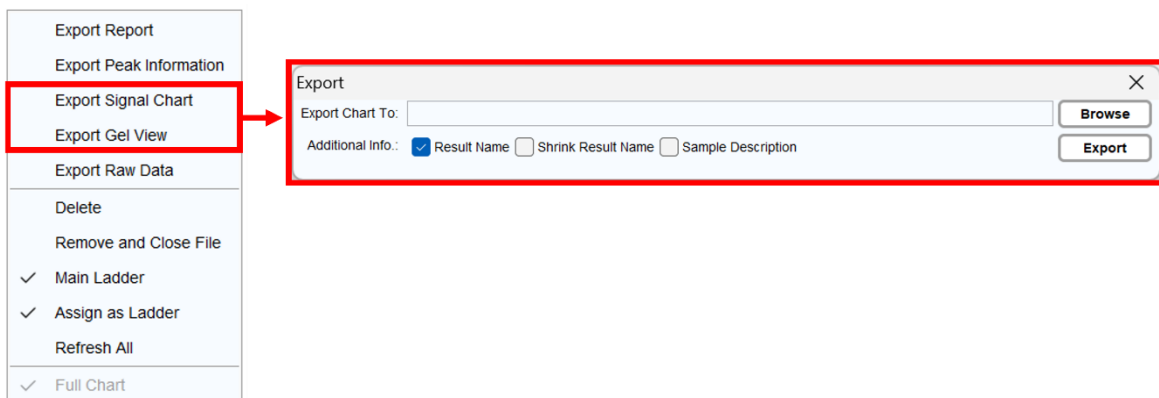 Export Report
Export Peak Information
Export Signal Chart
Export Gel View
Export Raw Data
Delete
Remove and Close File
Main Ladder
Assign as Ladder
Refresh All
Full Chart
Export
Export Chart To:
Browse
Additional Info.: Result Name Shrink Result Name Sample Description
Export